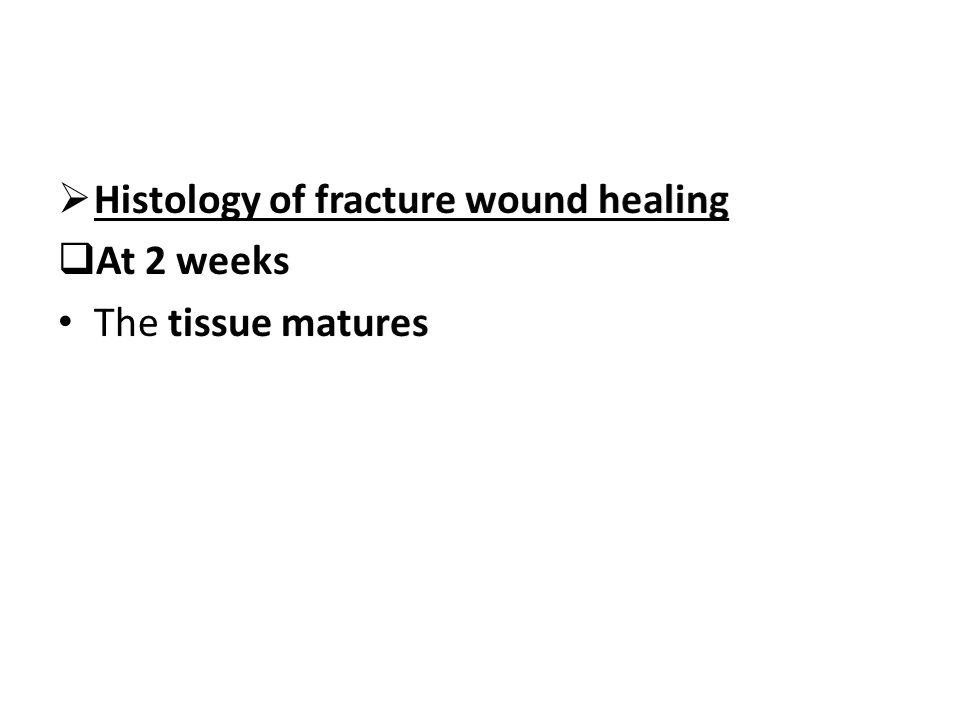 ➢Histology of fracture wound healing
❑At 2 weeks
• The tissue matures